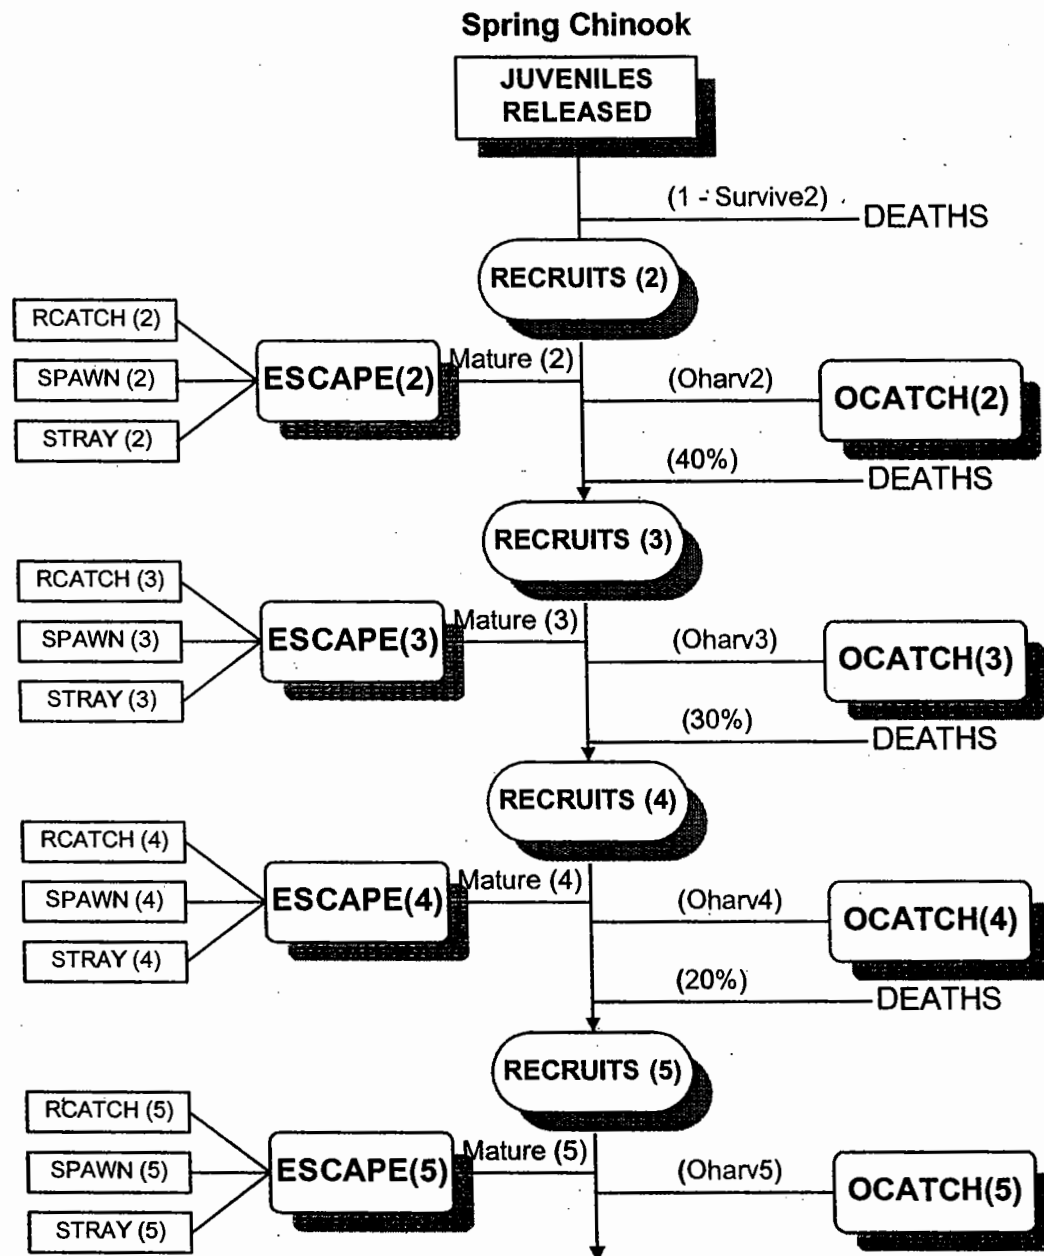 Spring Chinook
JUVENILES
RELEASED
(1 - Survive2)
DEATHS
RECRUITS (2)
RCATCH (2)
SPAWN (2)
STRAY (2)
ESCAPE(2)
Mature (2)
(Oharv2)
OCATCH(2)
(40%)
DEATHS
RECRUITS (3)
RCATCH (3)
SPAWN (3)
STRAY (3)
ESCAPE(3)
Mature (3)
(Oharv3)
OCATCH(3)
(30%)
DEATHS
RECRUITS (4)
RCATCH (4)
SPAWN (4)
STRAY (4)
ESCAPE(4)
Mature (4)
(Oharv4)
OCATCH(4)
(20%)
DEATHS
RECRUITS (5)
RCATCH (5)
SPAWN (5)
STRAY (5)
ESCAPE(5)
Mature (5)
(Oharv5)
OCATCH(5)